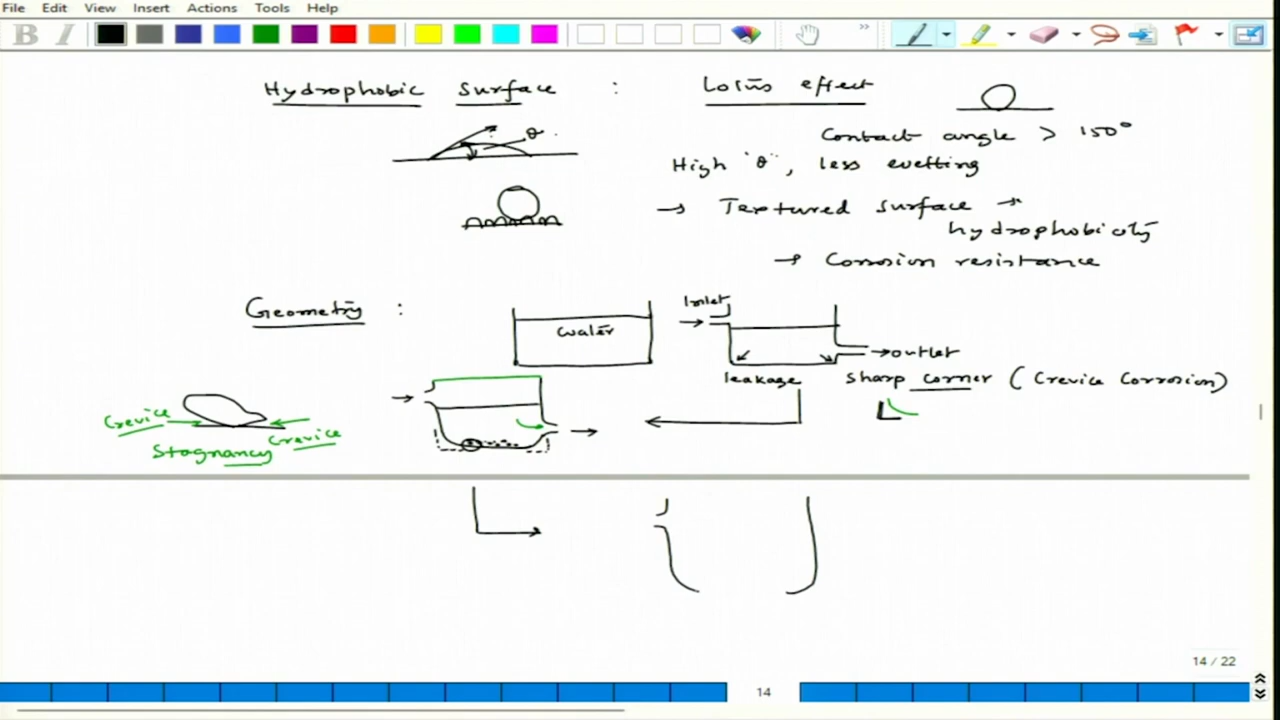 File Edit View Insert Actions Tools Help
B I
Hydrophobic Surface : Lotus effect
θ
Contact angle > 150°
High "θ", less wetting
→ Textured surface →
hydrophobicity
→ Corrosion resistance
Geometry :
water
Inlet
→ outlet
leakage
Sharp corner (Crevice Corrosion)
Crevice
Crevice
Stagnancy
14 / 22
14